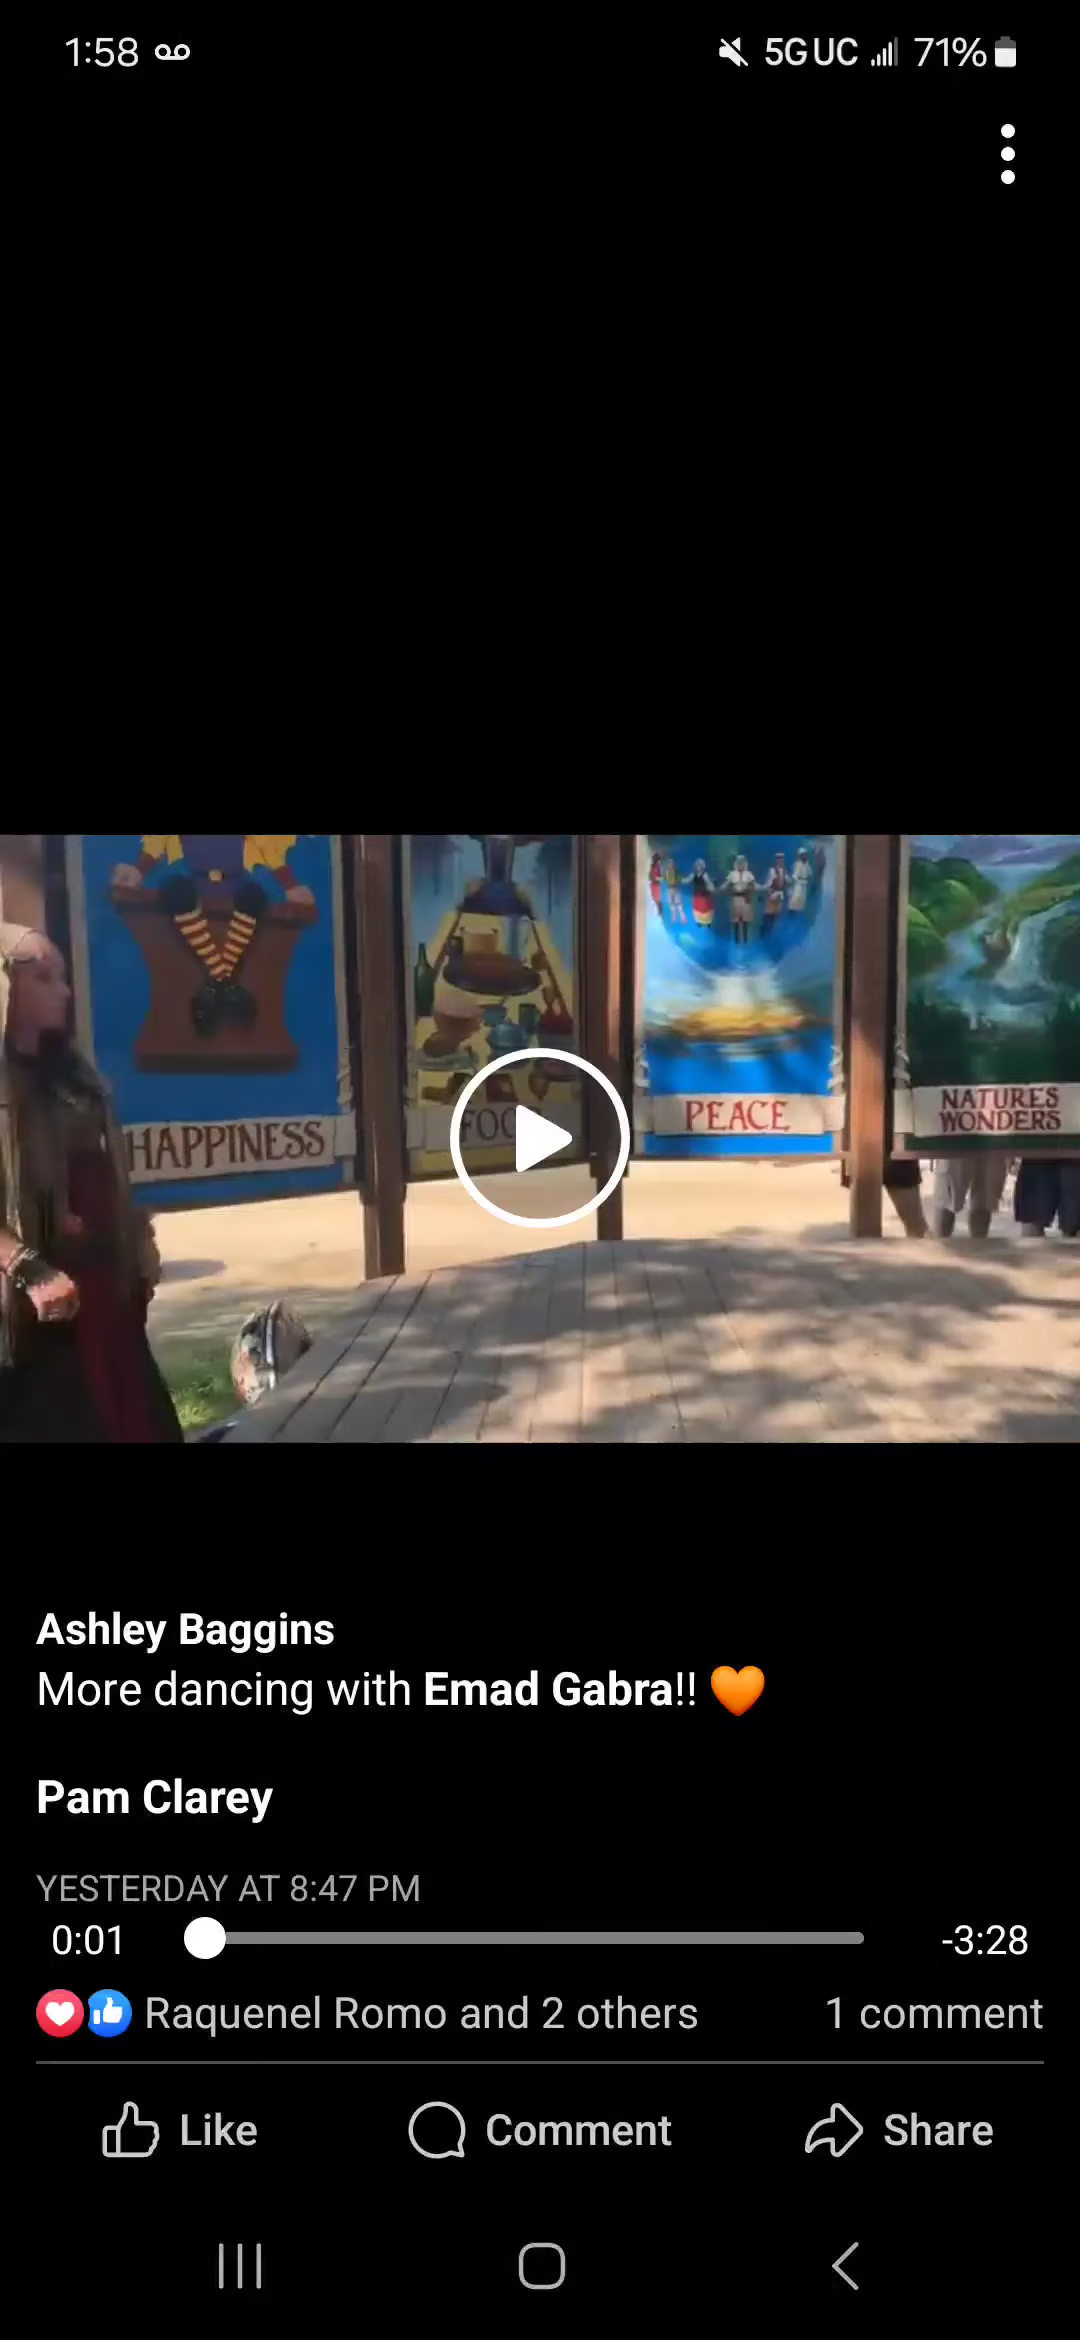 1:58
5G UC 71%
HAPPINESS
PEACE
NATURES
WONDERS
Ashley Baggins
More dancing with Emad Gabra!! 🧡
Pam Clarey
YESTERDAY AT 8:47 PM
0:01
-3:28
Raquenel Romo and 2 others
1 comment
Like
Comment
Share